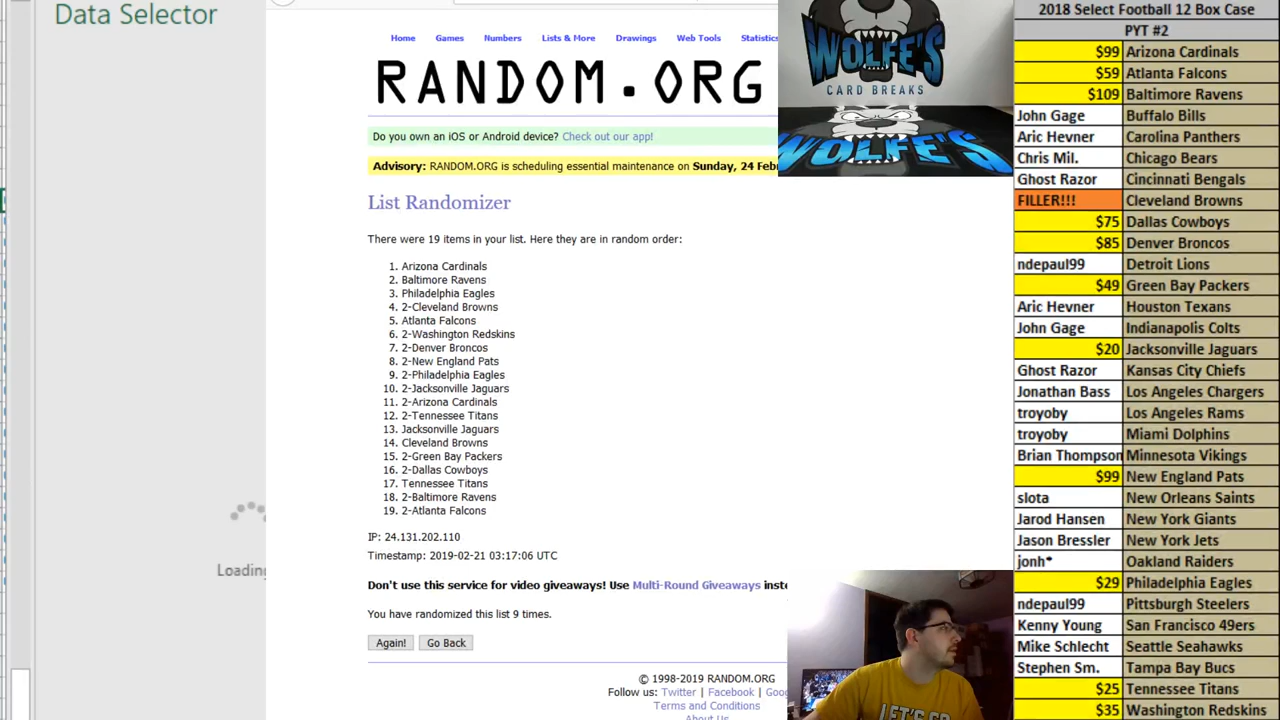 Data Selector
Loading
Home Games Numbers Lists & More Drawings Web Tools Statistics
RANDOM.ORG
Do you own an iOS or Android device? Check out our app!
Advisory: RANDOM.ORG is scheduling essential maintenance on Sunday, 24 Feb
List Randomizer
There were 19 items in your list. Here they are in random order:
1. Arizona Cardinals
2. Baltimore Ravens
3. Philadelphia Eagles
4. 2-Cleveland Browns
5. Atlanta Falcons
6. 2-Washington Redskins
7. 2-Denver Broncos
8. 2-New England Pats
9. 2-Philadelphia Eagles
10. 2-Jacksonville Jaguars
11. 2-Arizona Cardinals
12. 2-Tennessee Titans
13. Jacksonville Jaguars
14. Cleveland Browns
15. 2-Green Bay Packers
16. 2-Dallas Cowboys
17. Tennessee Titans
18. 2-Baltimore Ravens
19. 2-Atlanta Falcons
IP: 24.131.202.110
Timestamp: 2019-02-21 03:17:06 UTC
Don't use this service for video giveaways! Use Multi-Round Giveaways inste
You have randomized this list 9 times.
Again! Go Back
© 1998-2019 RANDOM.ORG
Follow us: Twitter | Facebook | Goog
Terms and Conditions
About Us
WOLFE'S
CARD BREAKS
WOLFE'S
LET'S GO
2018 Select Football 12 Box Case
PYT #2
$99 Arizona Cardinals
$59 Atlanta Falcons
$109 Baltimore Ravens
John Gage Buffalo Bills
Aric Hevner Carolina Panthers
Chris Mil. Chicago Bears
Ghost Razor Cincinnati Bengals
FILLER!!! Cleveland Browns
$75 Dallas Cowboys
$85 Denver Broncos
ndepaul99 Detroit Lions
$49 Green Bay Packers
Aric Hevner Houston Texans
John Gage Indianapolis Colts
$20 Jacksonville Jaguars
Ghost Razor Kansas City Chiefs
Jonathan Bass Los Angeles Chargers
troyoby Los Angeles Rams
troyoby Miami Dolphins
Brian Thompson Minnesota Vikings
$99 New England Pats
slota New Orleans Saints
Jarod Hansen New York Giants
Jason Bressler New York Jets
jonh* Oakland Raiders
$29 Philadelphia Eagles
ndepaul99 Pittsburgh Steelers
Kenny Young San Francisco 49ers
Mike Schlecht Seattle Seahawks
Stephen Sm. Tampa Bay Bucs
$25 Tennessee Titans
$35 Washington Redskins